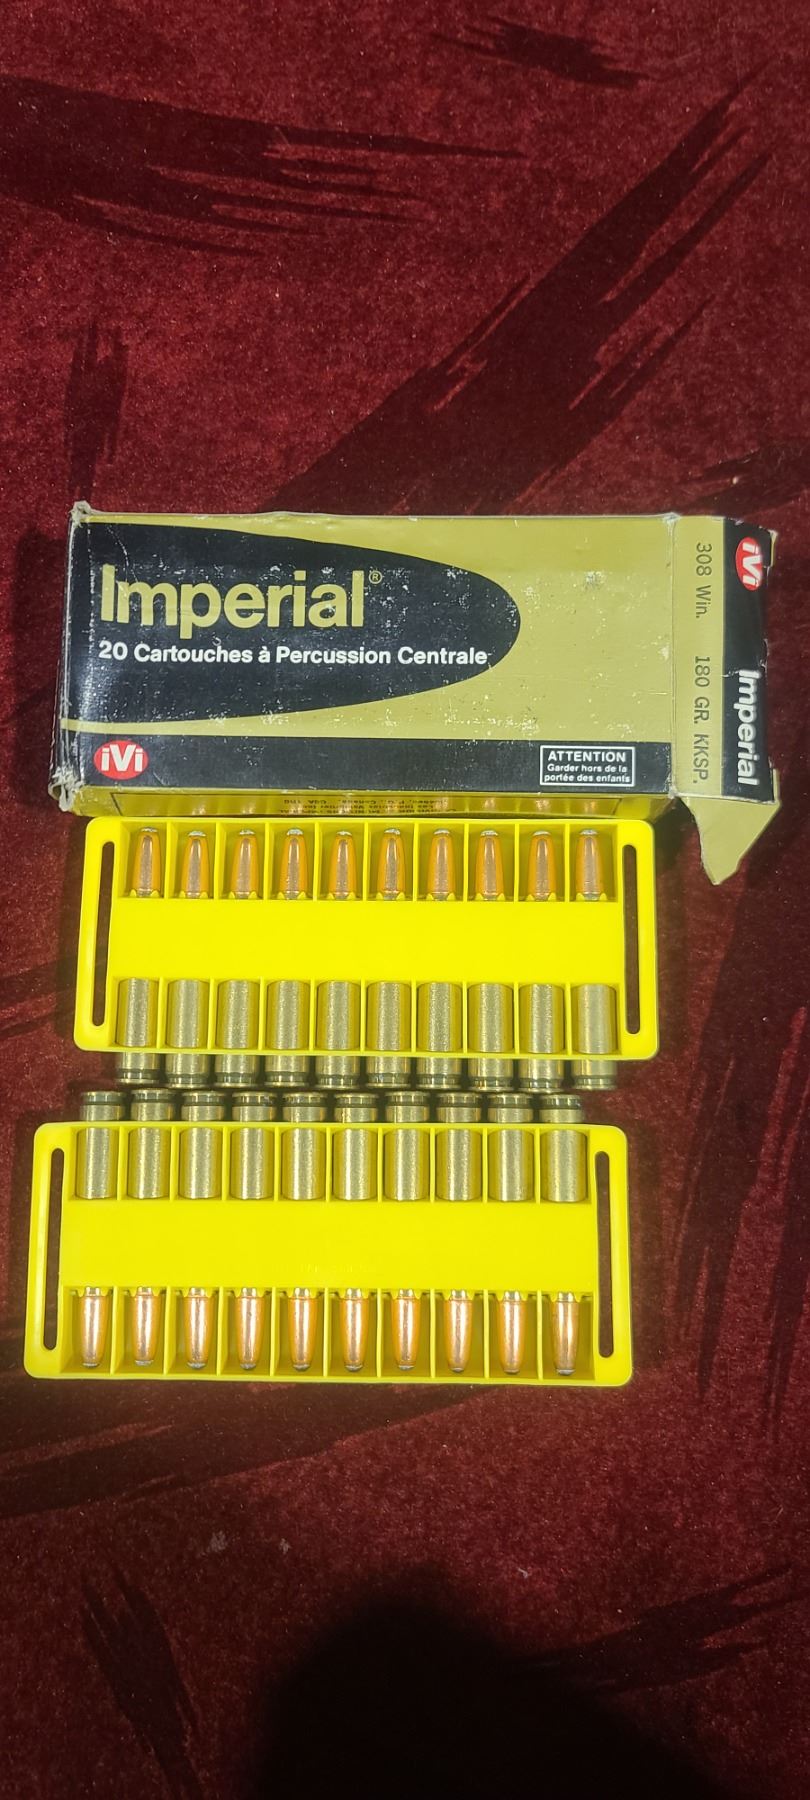 Imperial®
20 Cartouches à Percussion Centrale
iVi
ATTENTION
Garder hors de la
portée des enfants
iVi Imperial
308 Win. 180 GR. KKSP.